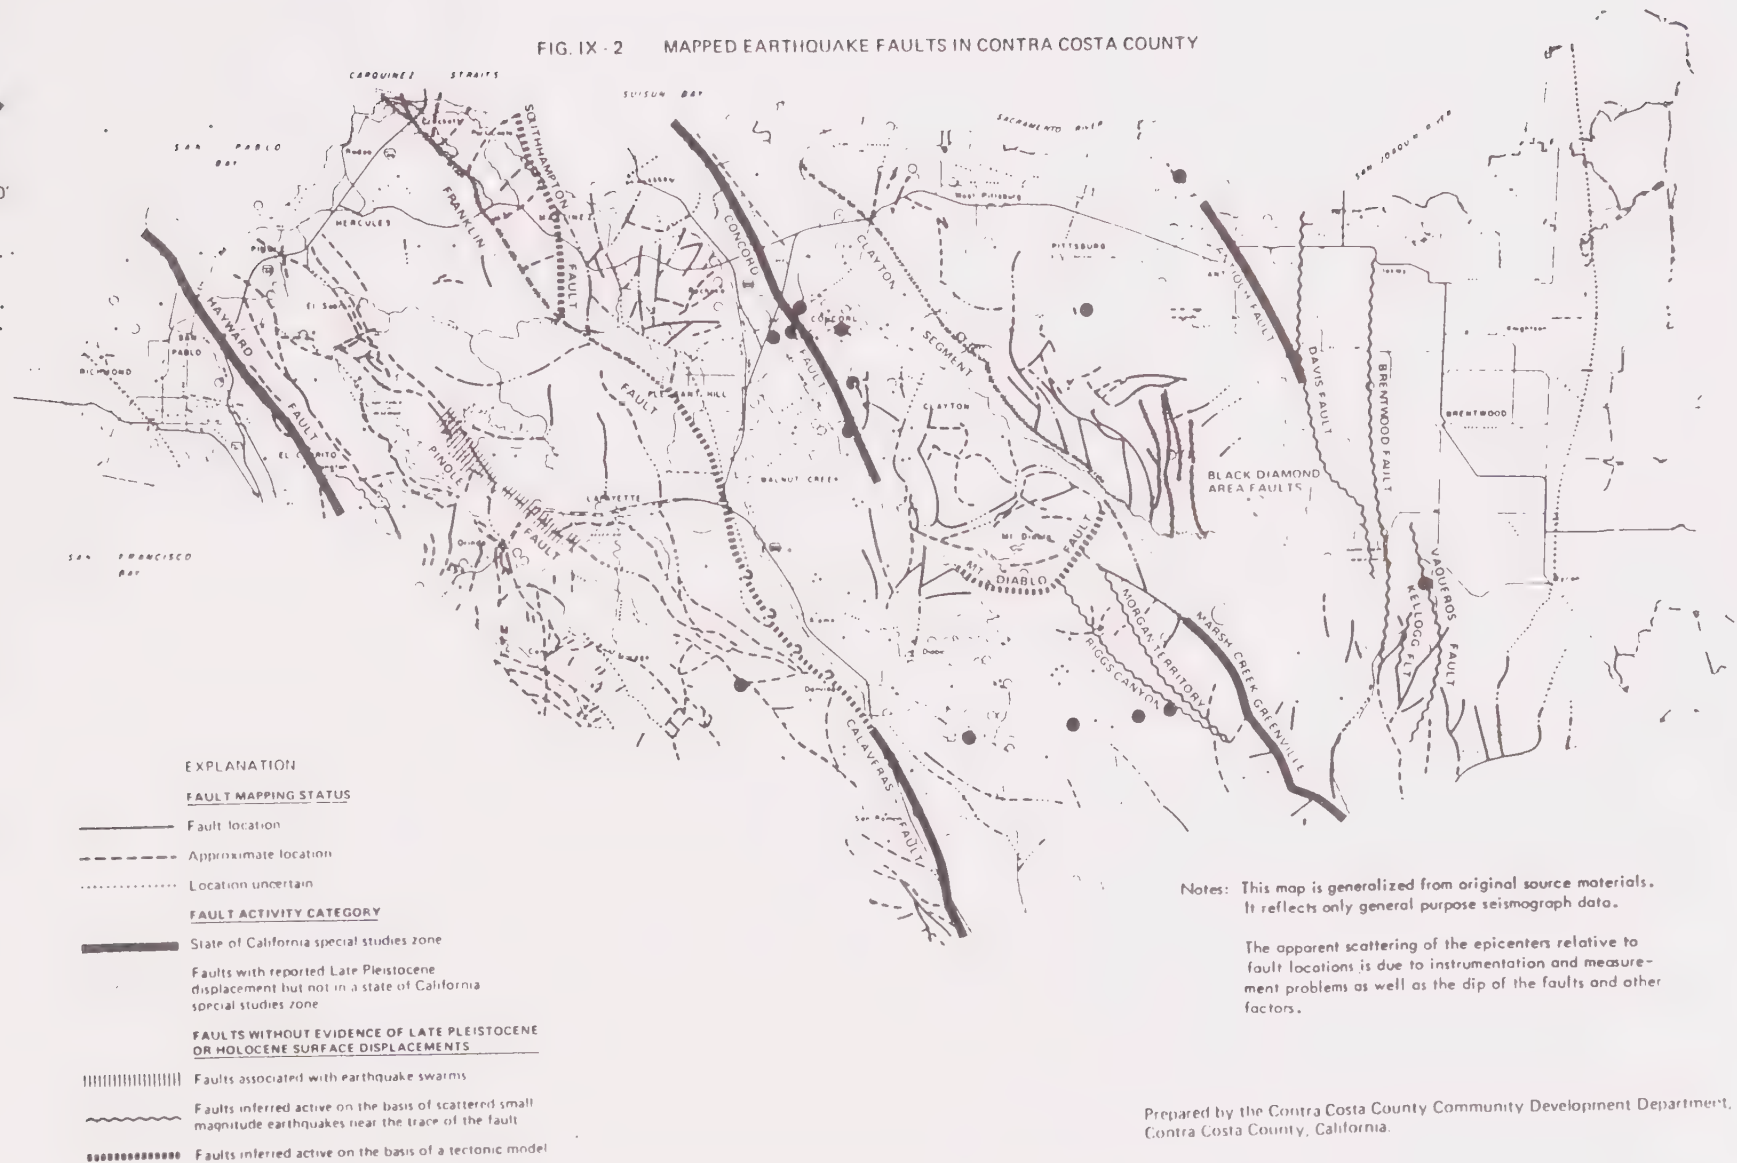 FIG. IX - 2 MAPPED EARTHQUAKE FAULTS IN CONTRA COSTA COUNTY
CARQUINEZ STRAITS
SUISUN BAY
SACRAMENTO RIVER
SAN JOAQUIN RIVER
SAN PABLO
BAY
SOUTHHAMPTON
FAULT
FRANKLIN
FAULT
HERCULES
CONCORD
FAULT
CLAYTON
SEGMENT
West Pittsburg
PITTSBURG
ANTIOCH FAULT
HAYWARD
FAULT
SAN
PABLO
RICHMOND
CLAYTON
DAVIS FAULT
BRENTWOOD FAULT
BRENTWOOD
PINOLE
FAULT
LAFAYETTE
WALNUT CREEK
BLACK DIAMOND
AREA FAULTS
SAN FRANCISCO
BAY
Mt Diablo
MT
DIABLO
FAULT
MORGAN TERRITORY
RIGGS CANYON
MARSH CREEK GREENVILLE
VAQUEROS
FAULT
KELLOGG FLT
CALAVERAS
FAULT
EXPLANATION
FAULT MAPPING STATUS
Fault location
Approximate location
Location uncertain
FAULT ACTIVITY CATEGORY
State of California special studies zone
Faults with reported Late Pleistocene
displacement but not in a state of California
special studies zone
FAULTS WITHOUT EVIDENCE OF LATE PLEISTOCENE
OR HOLOCENE SURFACE DISPLACEMENTS
Faults associated with earthquake swarms
Faults inferred active on the basis of scattered small
magnitude earthquakes near the trace of the fault
Faults inferred active on the basis of a tectonic model
Notes: This map is generalized from original source materials.
It reflects only general purpose seismograph data.
The apparent scattering of the epicenters relative to
fault locations is due to instrumentation and measure-
ment problems as well as the dip of the faults and other
factors.
Prepared by the Contra Costa County Community Development Department,
Contra Costa County, California.